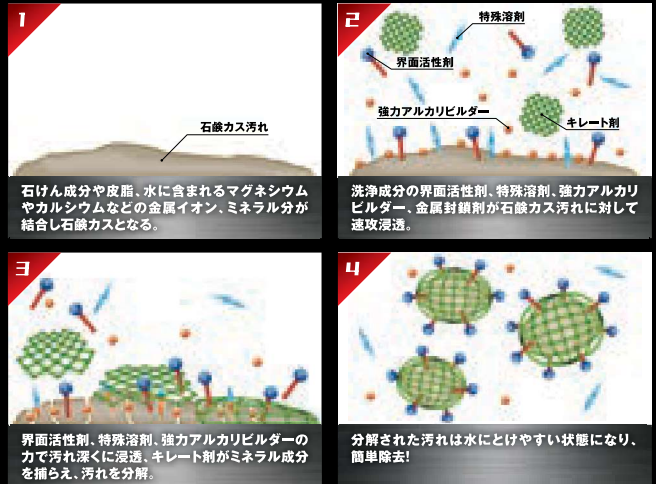 1
石鹸カス汚れ
石けん成分や皮脂、水に含まれるマグネシウム
やカルシウムなどの金属イオン、ミネラル分が
結合し石鹸カスとなる。
2
特殊溶剤
界面活性剤
強力アルカリビルダー
キレート剤
洗浄成分の界面活性剤、特殊溶剤、強力アルカリ
ビルダー、金属封鎖剤が石鹸カス汚れに対して
速攻浸透。
3
界面活性剤、特殊溶剤、強力アルカリビルダーの
力で汚れ深くに浸透、キレート剤がミネラル成分
を捕らえ、汚れを分解。
4
分解された汚れは水にとけやすい状態になり、
簡単除去!